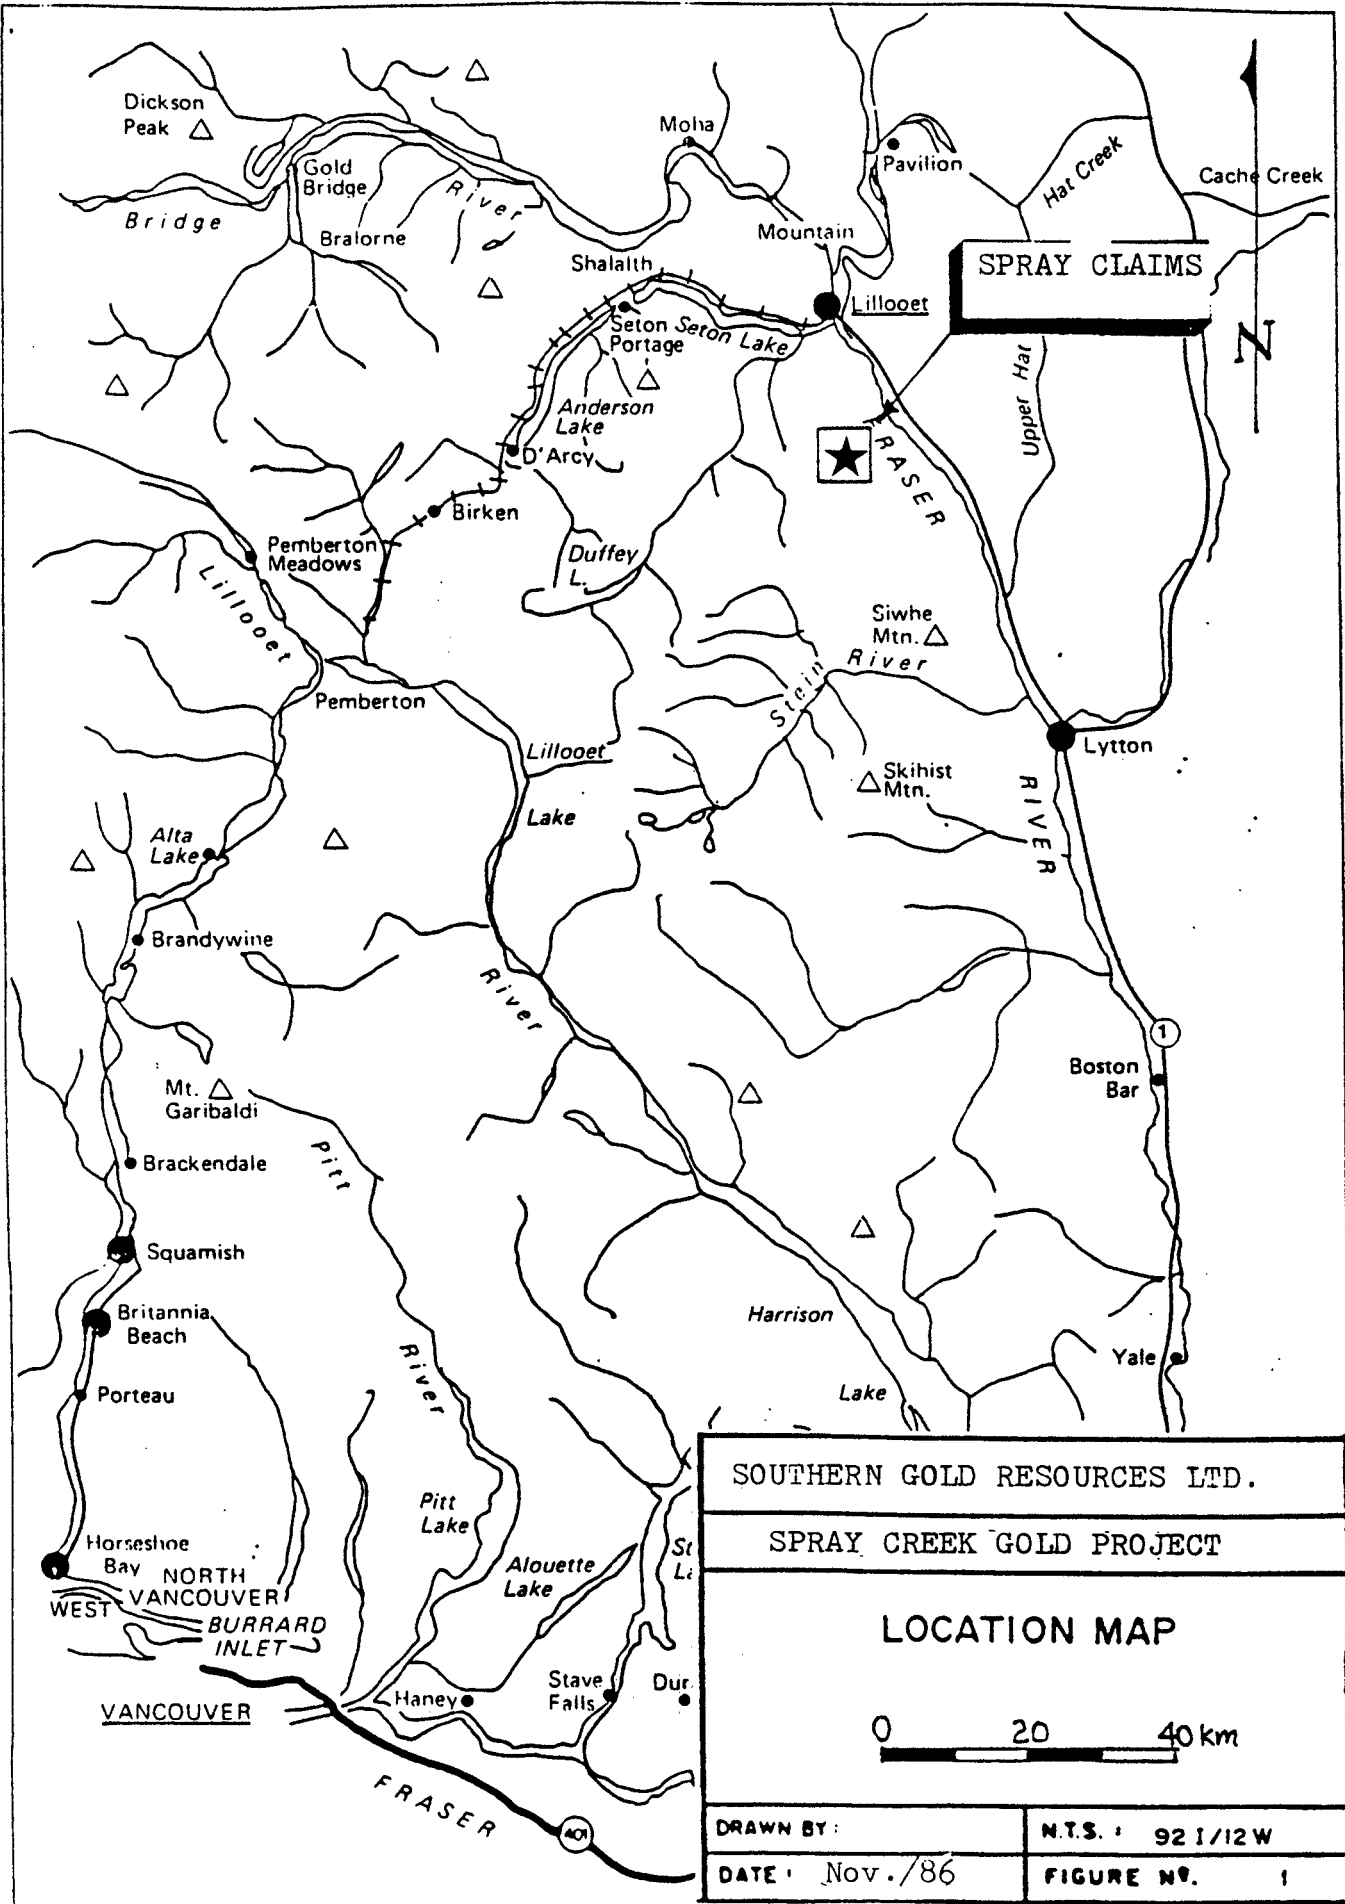 Dickson
Peak
Moha
Pavilion
Hat Creek
Cache Creek
Gold
Bridge
River
Bridge
Bralorne
Mountain
Shalalth
SPRAY CLAIMS
Lillooet
Seton
Portage
Seton Lake
N
Upper Hat
Anderson
Lake
D'Arcy
FRASER
Birken
Pemberton
Meadows
Duffey
L.
Lillooet
Siwhe
Mtn.
Stein River
Pemberton
Lytton
Lillooet
Lake
Skihist
Mtn.
RIVER
Alta
Lake
Brandywine
River
1
Boston
Bar
Mt.
Garibaldi
Pitt
Brackendale
Squamish
Britannia
Beach
Harrison
Lake
River
Yale
Porteau
Pitt
Lake
Horseshoe
Bay
NORTH
VANCOUVER
WEST
BURRARD
INLET
Alouette
Lake
St
La
VANCOUVER
Haney
Stave
Falls
Dur
FRASER
401
SOUTHERN GOLD RESOURCES LTD.
SPRAY CREEK GOLD PROJECT
LOCATION MAP
0 20 40 km
DRAWN BY:
N.T.S. : 92 I/12 W
DATE: Nov./86
FIGURE Nº. 1